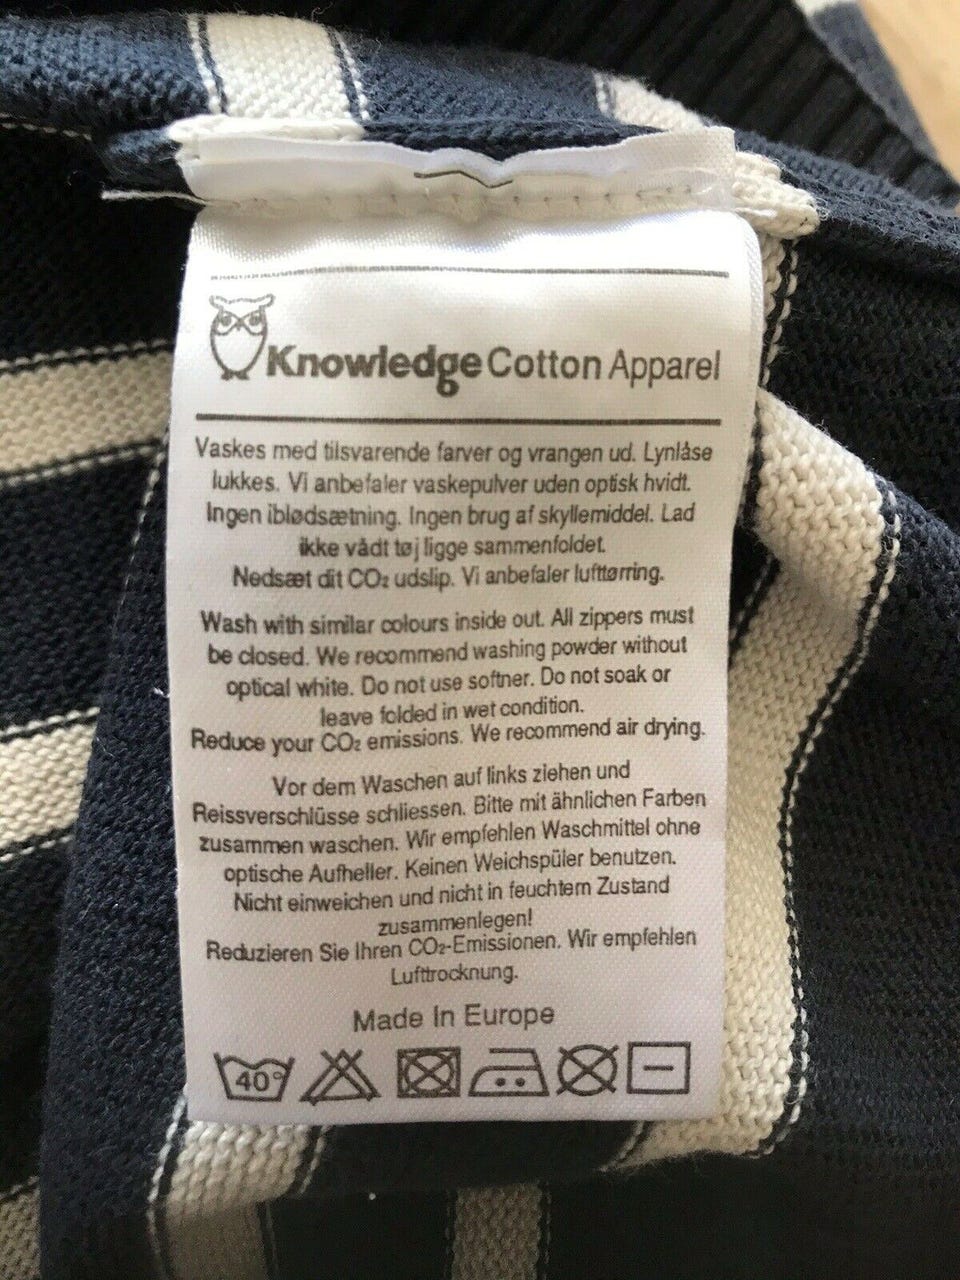 Knowledge Cotton Apparel
Vaskes med tilsvarende farver og vrangen ud. Lynlåse
lukkes. Vi anbefaler vaskepulver uden optisk hvidt.
Ingen iblødsætning. Ingen brug af skyllemiddel. Lad
ikke vådt tøj ligge sammenfoldet.
Nedsæt dit CO₂ udslip. Vi anbefaler lufttørring.
Wash with similar colours inside out. All zippers must
be closed. We recommend washing powder without
optical white. Do not use softner. Do not soak or
leave folded in wet condition.
Reduce your CO₂ emissions. We recommend air drying.
Vor dem Waschen auf links ziehen und
Reissverschlüsse schliessen. Bitte mit ähnlichen Farben
zusammen waschen. Wir empfehlen Waschmittel ohne
optische Aufheller. Keinen Weichspüler benutzen.
Nicht einweichen und nicht in feuchtem Zustand
zusammenlegen!
Reduzieren Sie Ihren CO₂-Emissionen. Wir empfehlen
Lufttrocknung.
Made In Europe
40°